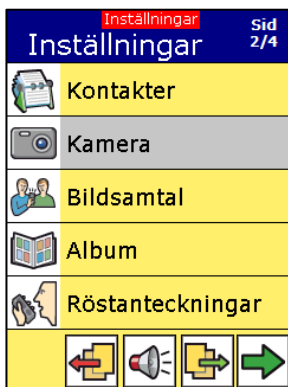 Inställningar
Inställningar
Sid
2/4
Kontakter
Kamera
Bildsamtal
Album
Röstanteckningar